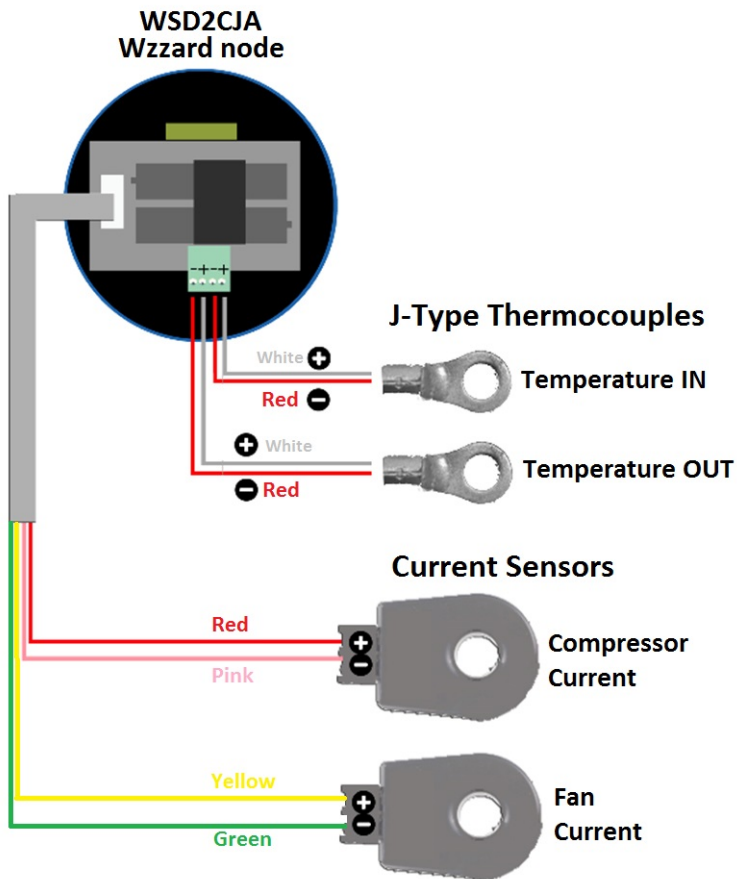 WSD2CJA
Wzzard node
-+-+
J-Type Thermocouples
White +
Red -
Temperature IN
+ White
- Red
Temperature OUT
Current Sensors
Red
+
-
Pink
Compressor
Current
Yellow
+
-
Green
Fan
Current